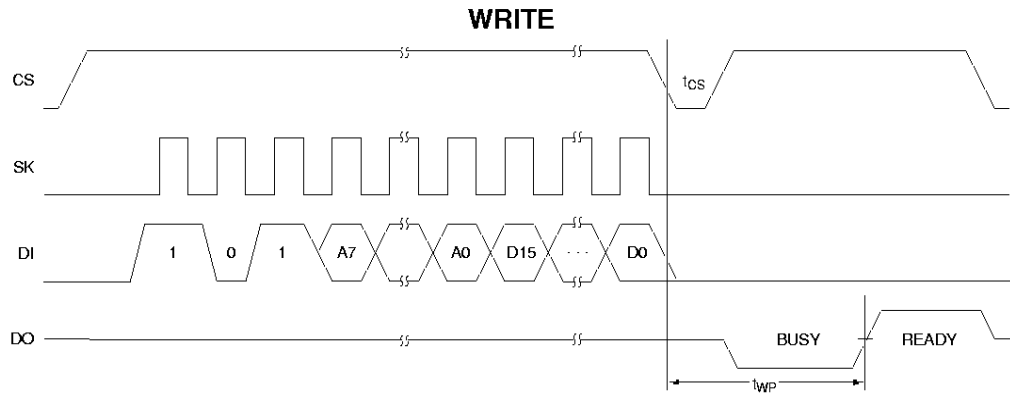 WRITE
CS
tCS
SK
DI 1 0 1 A7 A0 D15 ... D0
DO BUSY READY
tWP